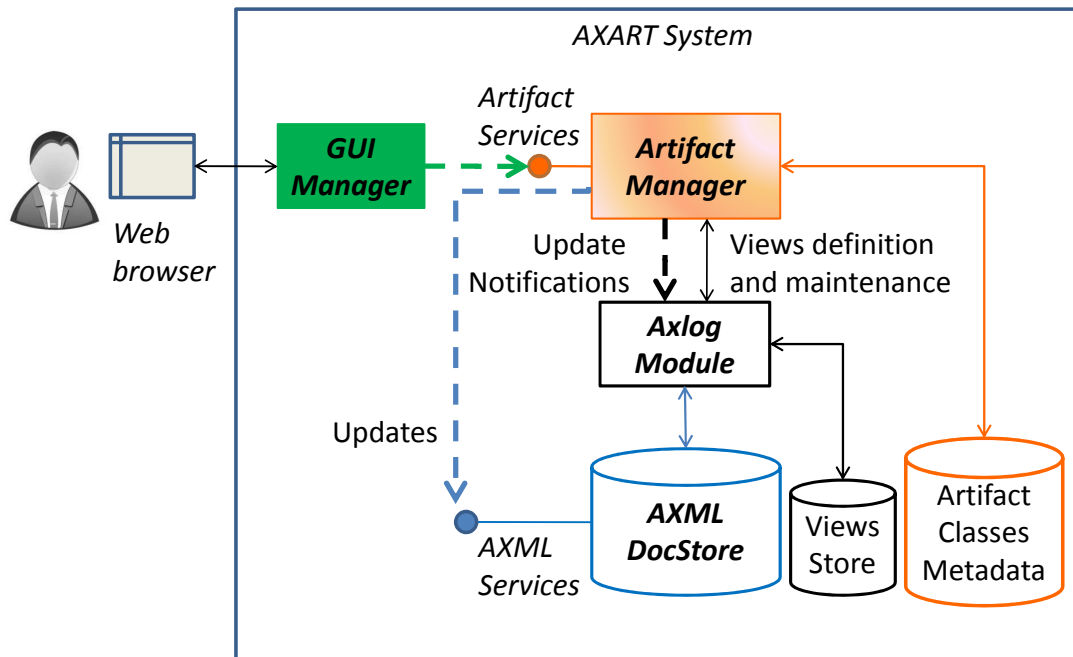 AXART System
Artifact
Services
GUI
Manager
Artifact
Manager
Web
browser
Update
Notifications
Views definition
and maintenance
Axlog
Module
Updates
AXML
DocStore
AXML
Services
Views
Store
Artifact
Classes
Metadata